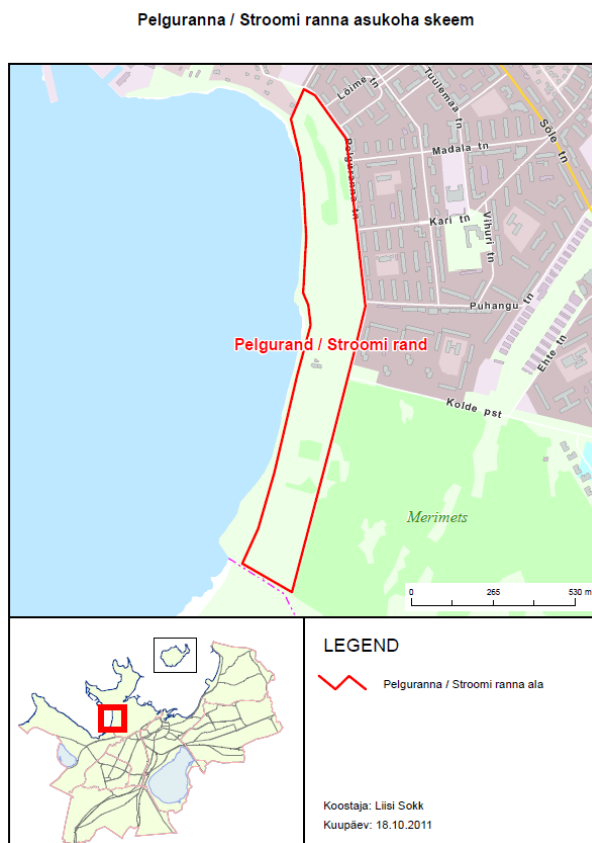 Pelguranna / Stroomi ranna asukoha skeem
Lõime tn
Tuulemaa tn
Sõle tn
Madala tn
Pelguranna tn
Kari tn
Vihuri tn
Puhangu tn
Pelgurand / Stroomi rand
Ehte tn
Kolde pst
Merimets
0 265 530 m
LEGEND
Pelguranna / Stroomi ranna ala
Koostaja: Liisi Sokk
Kuupäev: 18.10.2011